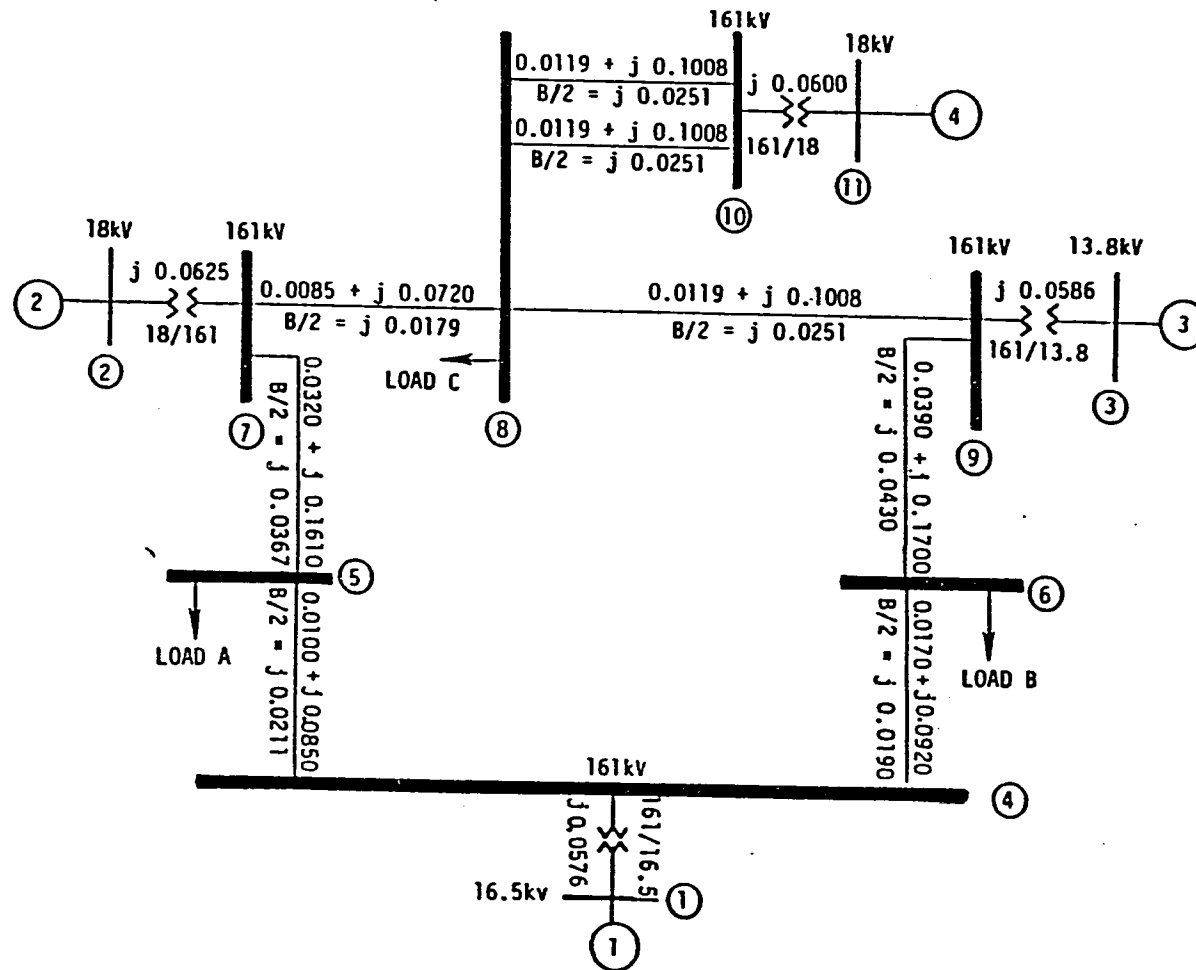 161kV
18kV
0.0119 + j 0.1008
B/2 = j 0.0251
j 0.0600
4
0.0119 + j 0.1008
B/2 = j 0.0251
161/18
11
10
18kV
161kV
161kV
13.8kV
j 0.0625
2
0.0085 + j 0.0720
B/2 = j 0.0179
0.0119 + j 0.1008
B/2 = j 0.0251
j 0.0586
3
18/161
161/13.8
LOAD C
2
7
8
3
9
0.0320 + j 0.1610
B/2 = j 0.0367
0.0390 + j 0.1700
B/2 = j 0.0430
5
6
LOAD A
LOAD B
0.0100 + j 0.0850
B/2 = j 0.0211
0.0170 + j0.0920
B/2 = j 0.0190
161kV
4
161/16.5
j 0.0576
16.5kv
1
1